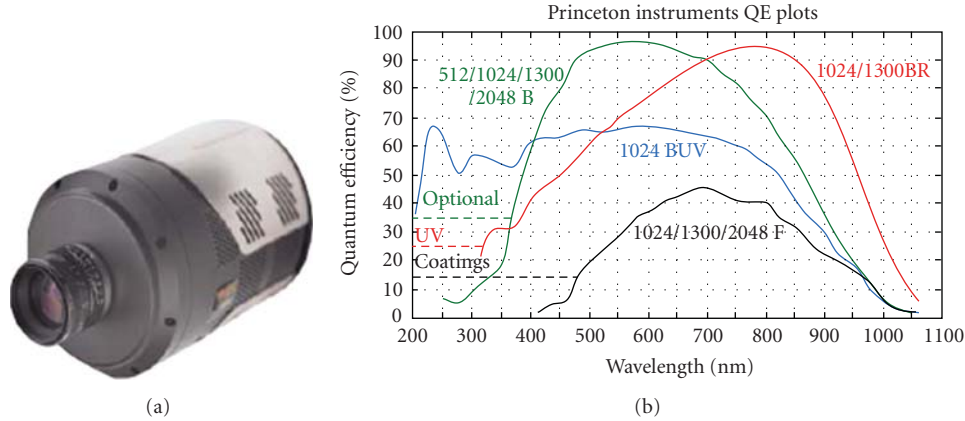 Princeton instruments QE plots
Quantum efficiency (%)
100
90
80
70
60
50
40
30
20
10
0
512/1024/1300
/2048 B
1024/1300BR
1024 BUV
Optional
UV
Coatings
1024/1300/2048 F
200 300 400 500 600 700 800 900 1000 1100
Wavelength (nm)
(a)
(b)